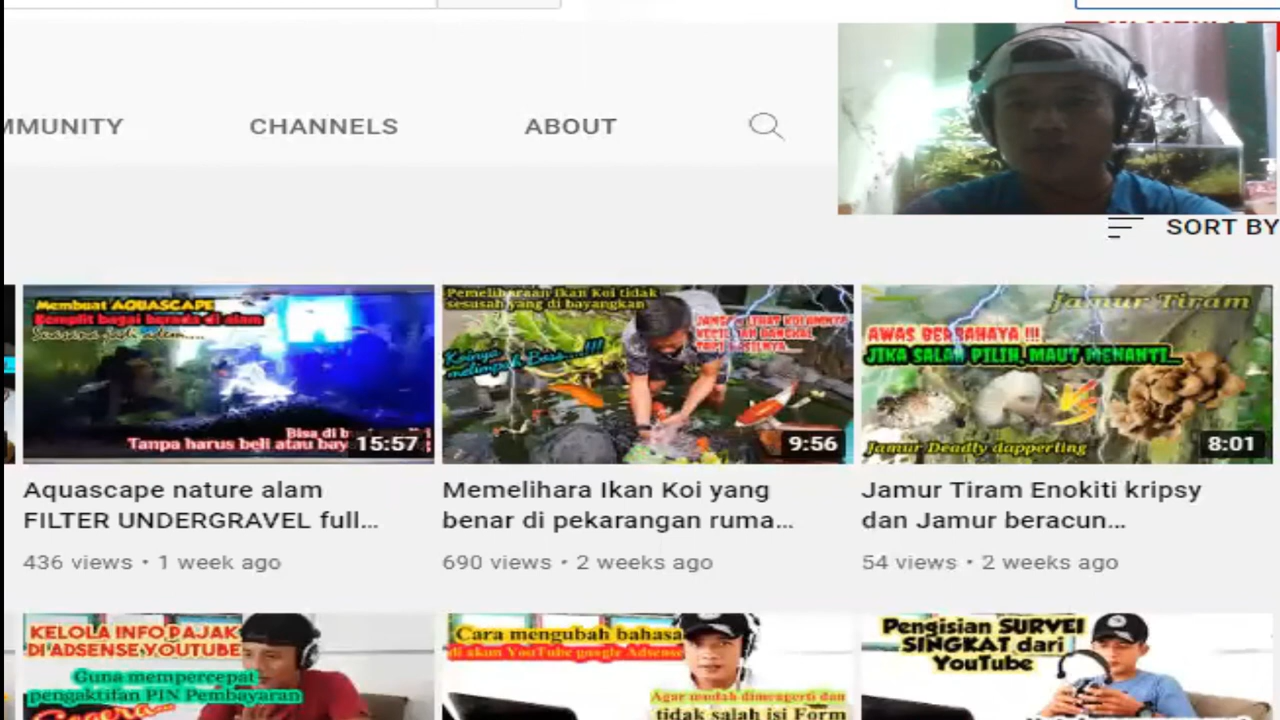 MMUNITY
CHANNELS
ABOUT
SORT BY
Membuat AQUASCAPE
Komplit bagai berada di alam
Bisa di b
Tanpa harus beli atau bay
15:57
Pemeliharaan ikan Koi tidak
sesusah yang di bayangkan
Koinya
melimpah
9:56
Jamur Tiram
AWAS BERBAHAYA !!!
JIKA SALAH PILIH, MAUT MENANTI...
VS
Jamur Deadly dapperling
8:01
Aquascape nature alam
FILTER UNDERGRAVEL full...
436 views • 1 week ago
Memelihara Ikan Koi yang
benar di pekarangan ruma...
690 views • 2 weeks ago
Jamur Tiram Enokiti kripsy
dan Jamur beracun...
54 views • 2 weeks ago
KELOLA INFO PAJAK
DI ADSENSE YOUTUBE
Guna mempercepat
pengaktifan PIN Pembayaran
Cara mengubah bahasa
di akun YouTube google Adsense
Agar mudah dimengerti dan
tidak salah isi Form
Pengisian SURVEI
SINGKAT dari
YouTube